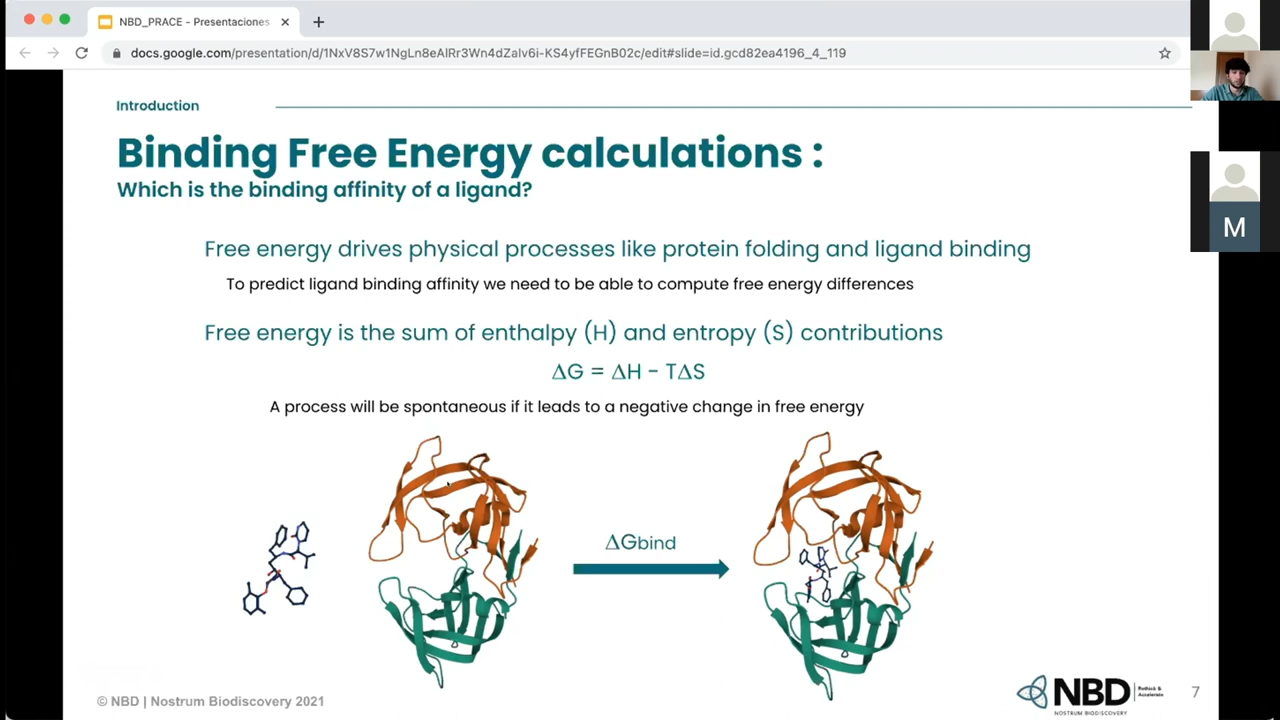 NBD_PRACE - Presentaciones
docs.google.com/presentation/d/1NxV8S7w1NgLn8eAIRr3Wn4dZaIv6i-KS4yfFEGnB02c/edit#slide=id.gcd82ea4196_4_119
Introduction
Binding Free Energy calculations :
Which is the binding affinity of a ligand?
M
Free energy drives physical processes like protein folding and ligand binding
To predict ligand binding affinity we need to be able to compute free energy differences
Free energy is the sum of enthalpy (H) and entropy (S) contributions
ΔG = ΔH - TΔS
A process will be spontaneous if it leads to a negative change in free energy
ΔGbind
© NBD | Nostrum Biodiscovery 2021
NBD
Rethink &
Accelerate
NOSTRUM BIODISCOVERY
7